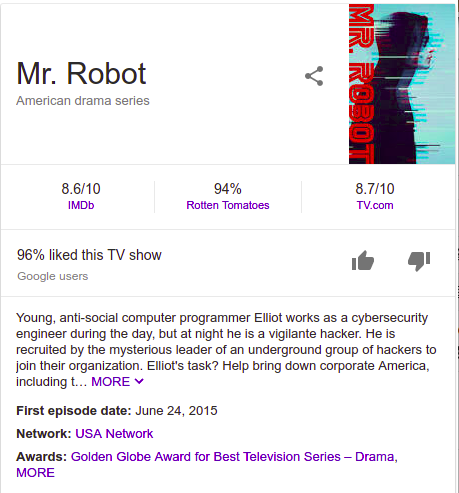 Mr. Robot
American drama series
MR. ROBOT
8.6/10
IMDb
94%
Rotten Tomatoes
8.7/10
TV.com
96% liked this TV show
Google users
Young, anti-social computer programmer Elliot works as a cybersecurity
engineer during the day, but at night he is a vigilante hacker. He is
recruited by the mysterious leader of an underground group of hackers to
join their organization. Elliot's task? Help bring down corporate America,
including t… MORE
First episode date: June 24, 2015
Network: USA Network
Awards: Golden Globe Award for Best Television Series – Drama,
MORE